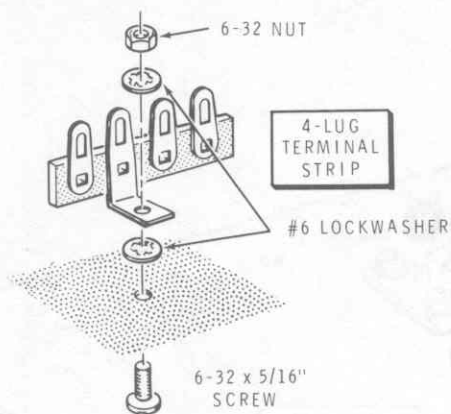 6-32 NUT
4-LUG
TERMINAL
STRIP
#6 LOCKWASHER
6-32 x 5/16"
SCREW